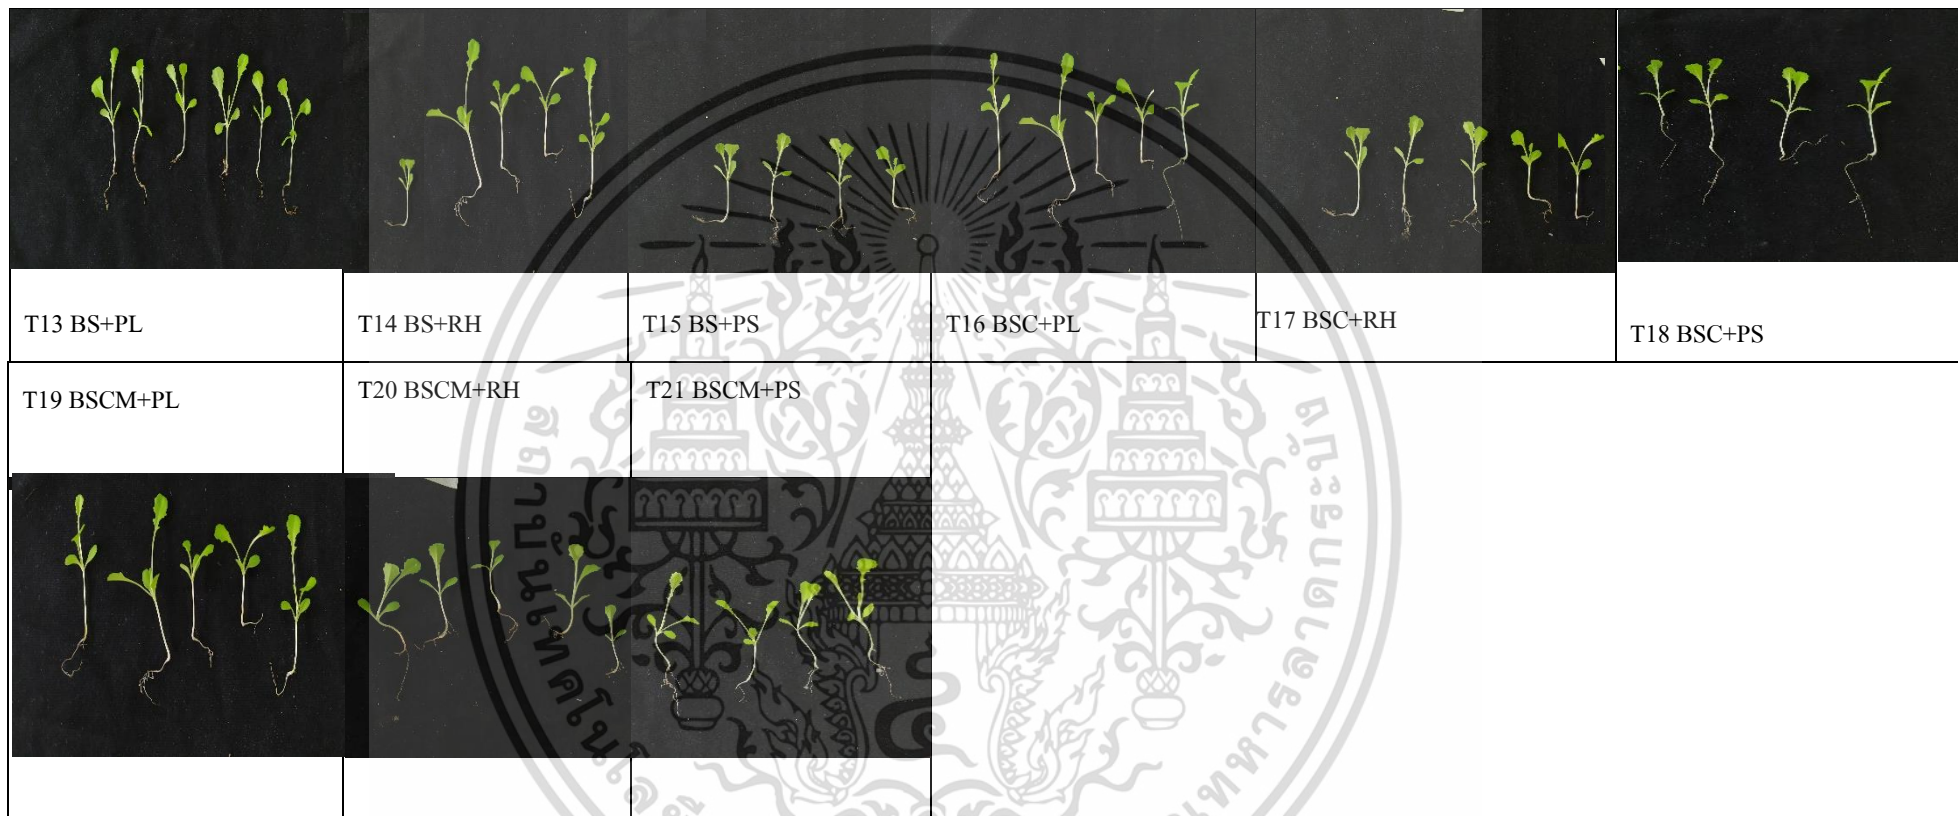 T13 BS+PL
T14 BS+RH
T15 BS+PS
T16 BSC+PL
T17 BSC+RH
T18 BSC+PS
T19 BSCM+PL
T20 BSCM+RH
T21 BSCM+PS